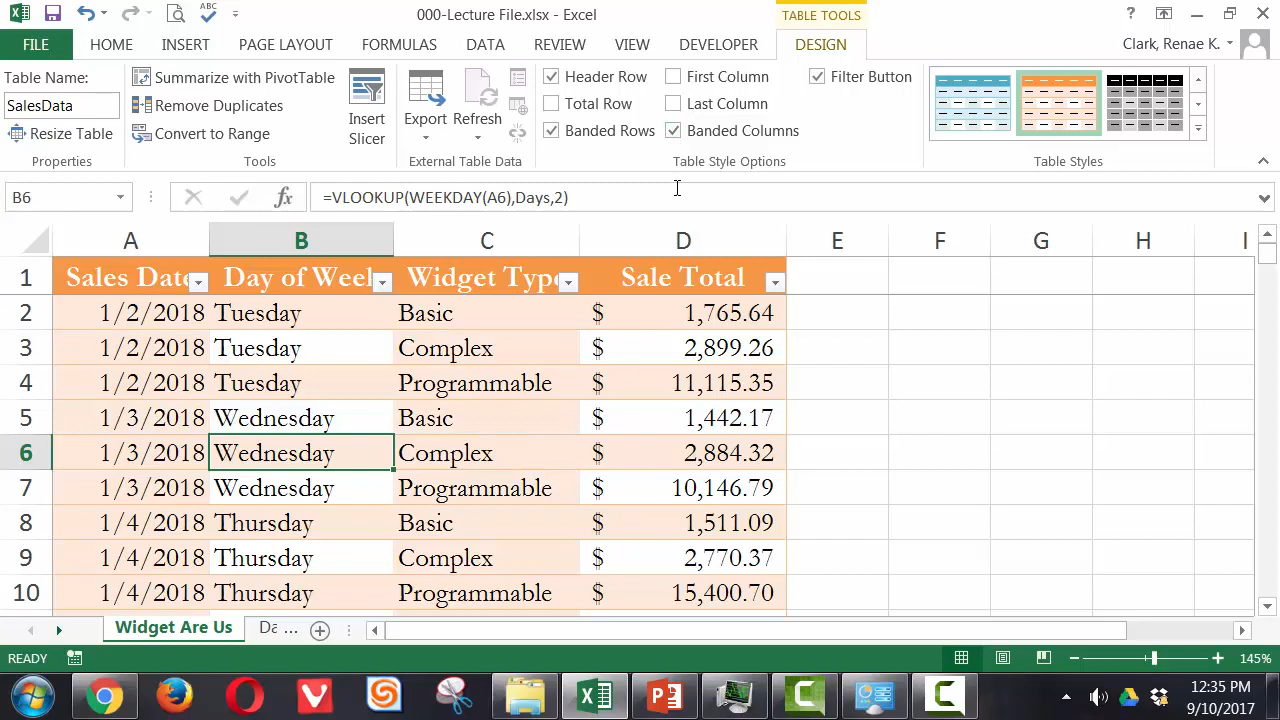 000-Lecture File.xlsx - Excel
TABLE TOOLS
?
FILE HOME INSERT PAGE LAYOUT FORMULAS DATA REVIEW VIEW DEVELOPER DESIGN Clark, Renae K.
Table Name:
SalesData
Resize Table
Properties
Summarize with PivotTable
Remove Duplicates
Convert to Range
Tools
Insert
Slicer
Export
Refresh
External Table Data
Header Row
Total Row
Banded Rows
First Column
Last Column
Banded Columns
Filter Button
Table Style Options
Table Styles
B6
fx
=VLOOKUP(WEEKDAY(A6),Days,2)
A B C D E F G H I
1 Sales Date Day of Week Widget Type Sale Total
2 1/2/2018 Tuesday Basic $ 1,765.64
3 1/2/2018 Tuesday Complex $ 2,899.26
4 1/2/2018 Tuesday Programmable $ 11,115.35
5 1/3/2018 Wednesday Basic $ 1,442.17
6 1/3/2018 Wednesday Complex $ 2,884.32
7 1/3/2018 Wednesday Programmable $ 10,146.79
8 1/4/2018 Thursday Basic $ 1,511.09
9 1/4/2018 Thursday Complex $ 2,770.37
10 1/4/2018 Thursday Programmable $ 15,400.70
Widget Are Us Da ...
READY 145%
12:35 PM
9/10/2017